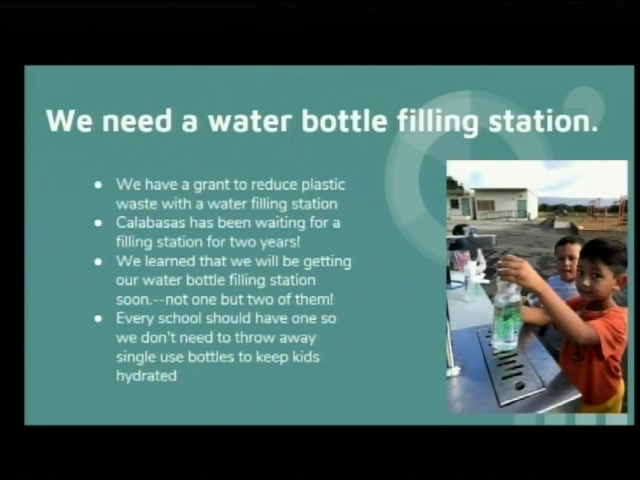 We need a water bottle filling station.
● We have a grant to reduce plastic
waste with a water filling station
● Calabasas has been waiting for a
filling station for two years!
● We learned that we will be getting
our water bottle filling station
soon.--not one but two of them!
● Every school should have one so
we don't need to throw away
single use bottles to keep kids
hydrated